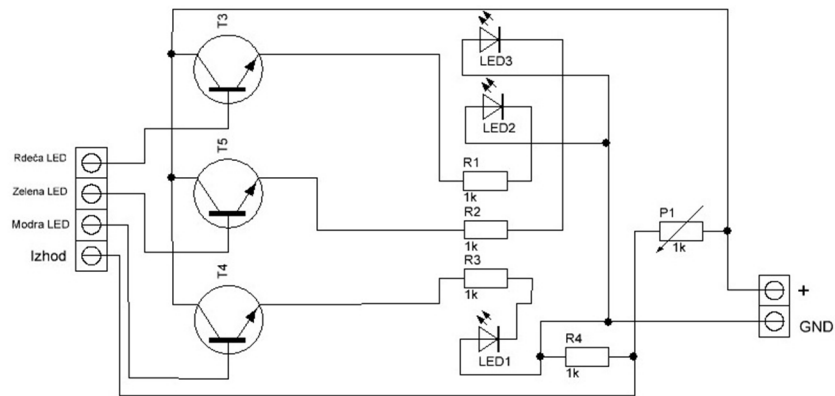 T3
LED3
LED2
Rdeča LED
T5
R1
1k
Zelena LED
Modra LED
R2
1k
P1
1k
Izhod
T4
R3
1k
+
GND
LED1
R4
1k